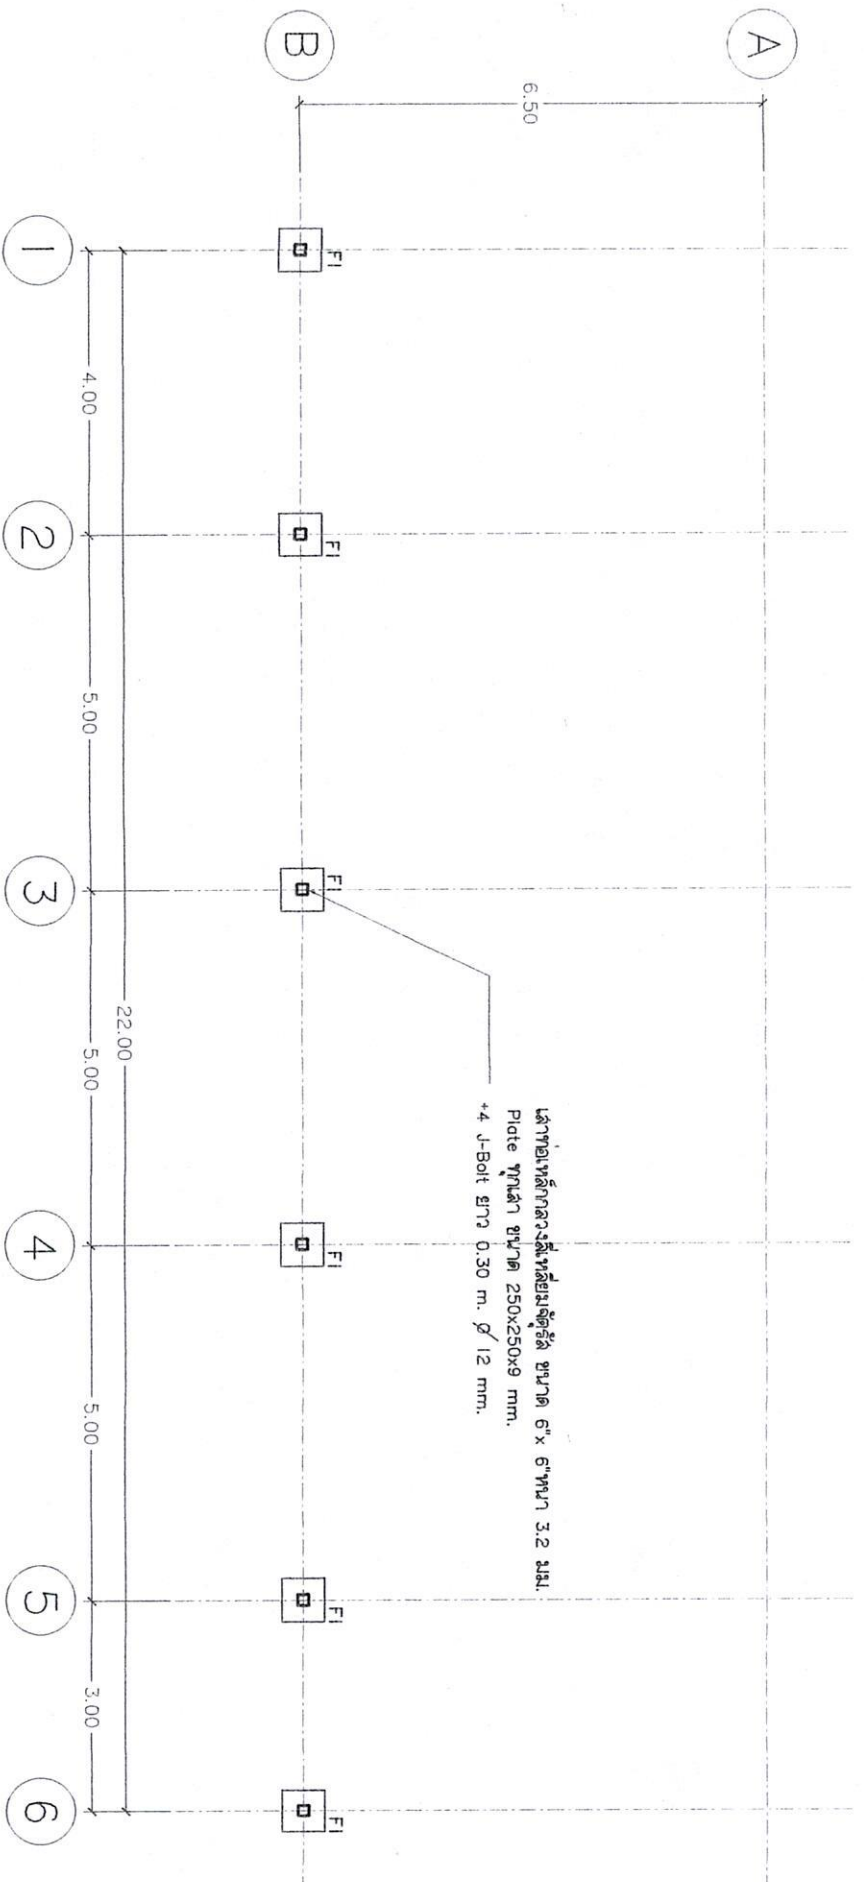 A
B
6.50
F1
F1
F1
F1
F1
F1
เสาท่อเหล็กกลวงสี่เหลี่ยมจัตุรัส ขนาด 6"x 6"หนา 3.2 มม.
Plate ทุกเสา ขนาด 250x250x9 mm.
+4 J-Bolt ยาว 0.30 m. Ø 12 mm.
22.00
4.00
5.00
5.00
5.00
3.00
1
2
3
4
5
6